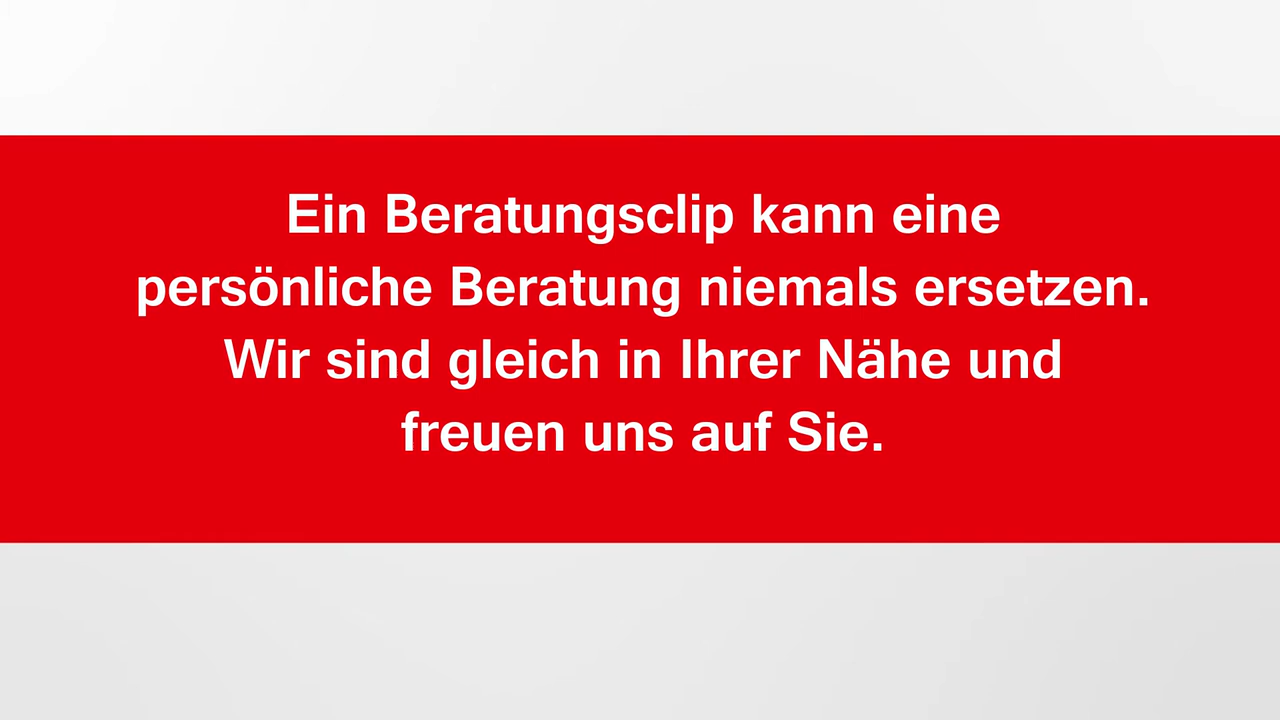 Ein Beratungsclip kann eine
persönliche Beratung niemals ersetzen.
Wir sind gleich in Ihrer Nähe und
freuen uns auf Sie.